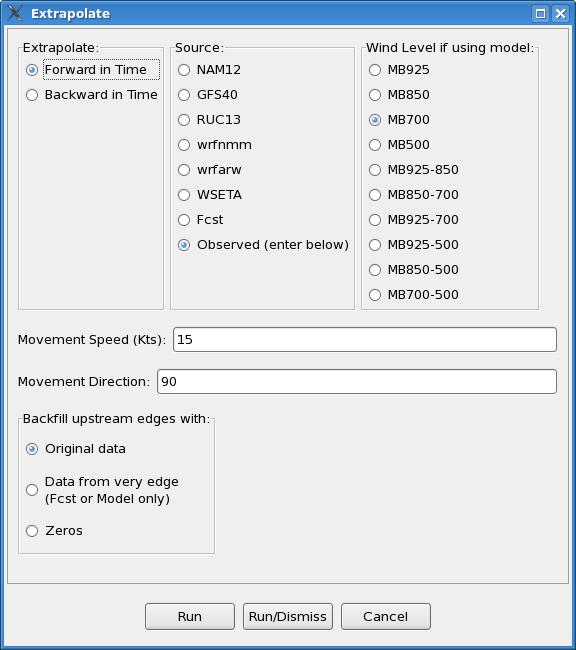 Extrapolate
Extrapolate:
Forward in Time
Backward in Time
Source:
NAM12
GFS40
RUC13
wrfnmm
wrfarw
WSETA
Fcst
Observed (enter below)
Wind Level if using model:
MB925
MB850
MB700
MB500
MB925-850
MB850-700
MB925-700
MB925-500
MB850-500
MB700-500
Movement Speed (Kts): 15
Movement Direction: 90
Backfill upstream edges with:
Original data
Data from very edge
(Fcst or Model only)
Zeros
Run Run/Dismiss Cancel